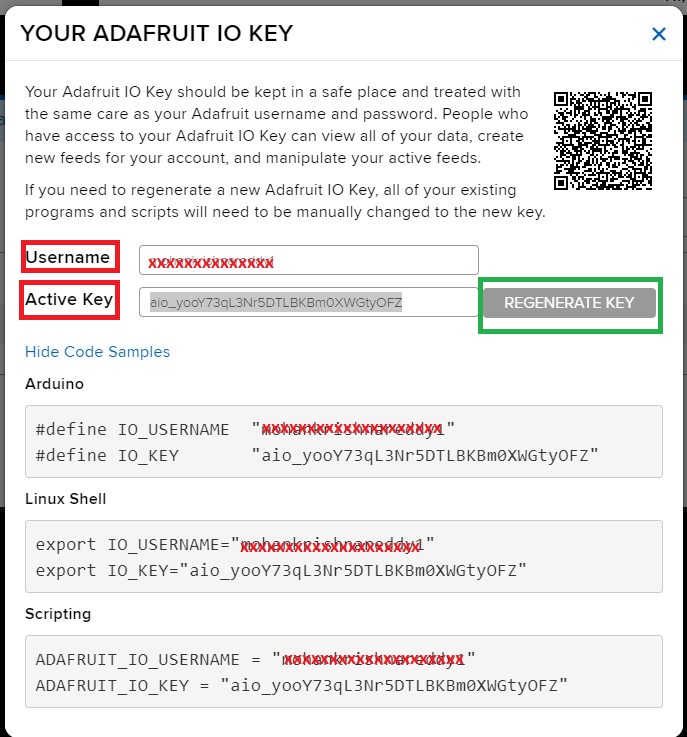 YOUR ADAFRUIT IO KEY
Your Adafruit IO Key should be kept in a safe place and treated with
the same care as your Adafruit username and password. People who
have access to your Adafruit IO Key can view all of your data, create
new feeds for your account, and manipulate your active feeds.
If you need to regenerate a new Adafruit IO Key, all of your existing
programs and scripts will need to be manually changed to the new key.
Username
Active Key aio_yooY73qL3Nr5DTLBKBm0XWGtyOFZ REGENERATE KEY
Hide Code Samples
Arduino
#define IO_USERNAME ""
#define IO_KEY "aio_yooY73qL3Nr5DTLBKBm0XWGtyOFZ"
Linux Shell
export IO_USERNAME=""
export IO_KEY="aio_yooY73qL3Nr5DTLBKBm0XWGtyOFZ"
Scripting
ADAFRUIT_IO_USERNAME = ""
ADAFRUIT_IO_KEY = "aio_yooY73qL3Nr5DTLBKBm0XWGtyOFZ"